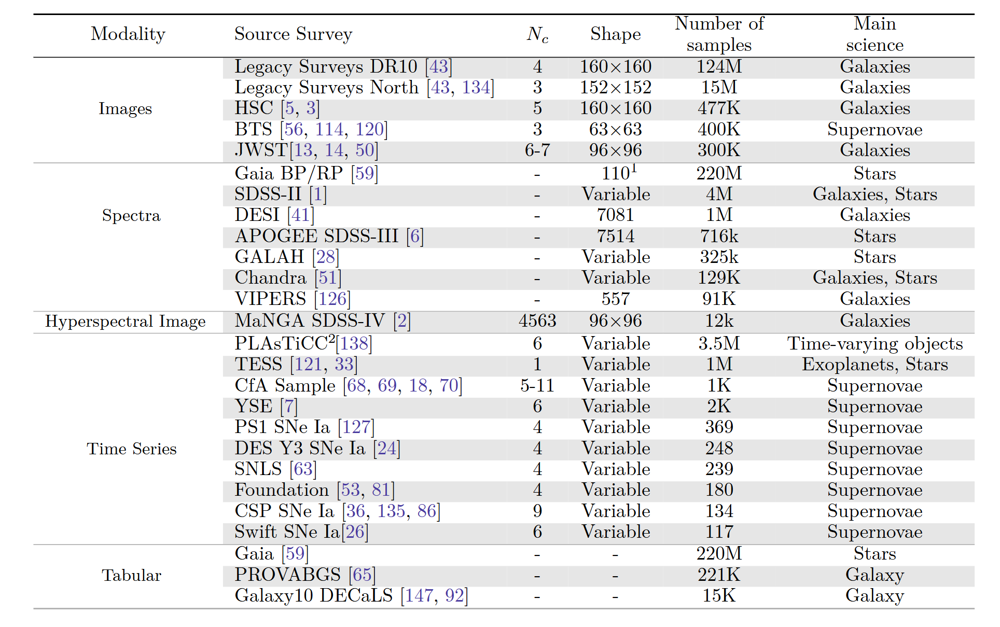 Modality Source Survey N_c Shape Number of samples Main science
Legacy Surveys DR10 [43] 4 160×160 124M Galaxies
Legacy Surveys North [43, 134] 3 152×152 15M Galaxies
Images HSC [5, 3] 5 160×160 477K Galaxies
BTS [56, 114, 120] 3 63×63 400K Supernovae
JWST[13, 14, 50] 6-7 96×96 300K Galaxies
Gaia BP/RP [59] - 110¹ 220M Stars
SDSS-II [1] - Variable 4M Galaxies, Stars
Spectra DESI [41] - 7081 1M Galaxies
APOGEE SDSS-III [6] - 7514 716k Stars
GALAH [28] - Variable 325k Stars
Chandra [51] - Variable 129K Galaxies, Stars
VIPERS [126] - 557 91K Galaxies
Hyperspectral Image MaNGA SDSS-IV [2] 4563 96×96 12k Galaxies
PLAsTiCC²[138] 6 Variable 3.5M Time-varying objects
TESS [121, 33] 1 Variable 1M Exoplanets, Stars
CfA Sample [68, 69, 18, 70] 5-11 Variable 1K Supernovae
YSE [7] 6 Variable 2K Supernovae
PS1 SNe Ia [127] 4 Variable 369 Supernovae
Time Series DES Y3 SNe Ia [24] 4 Variable 248 Supernovae
SNLS [63] 4 Variable 239 Supernovae
Foundation [53, 81] 4 Variable 180 Supernovae
CSP SNe Ia [36, 135, 86] 9 Variable 134 Supernovae
Swift SNe Ia[26] 6 Variable 117 Supernovae
Gaia [59] - - 220M Stars
Tabular PROVABGS [65] - - 221K Galaxy
Galaxy10 DECaLS [147, 92] - - 15K Galaxy